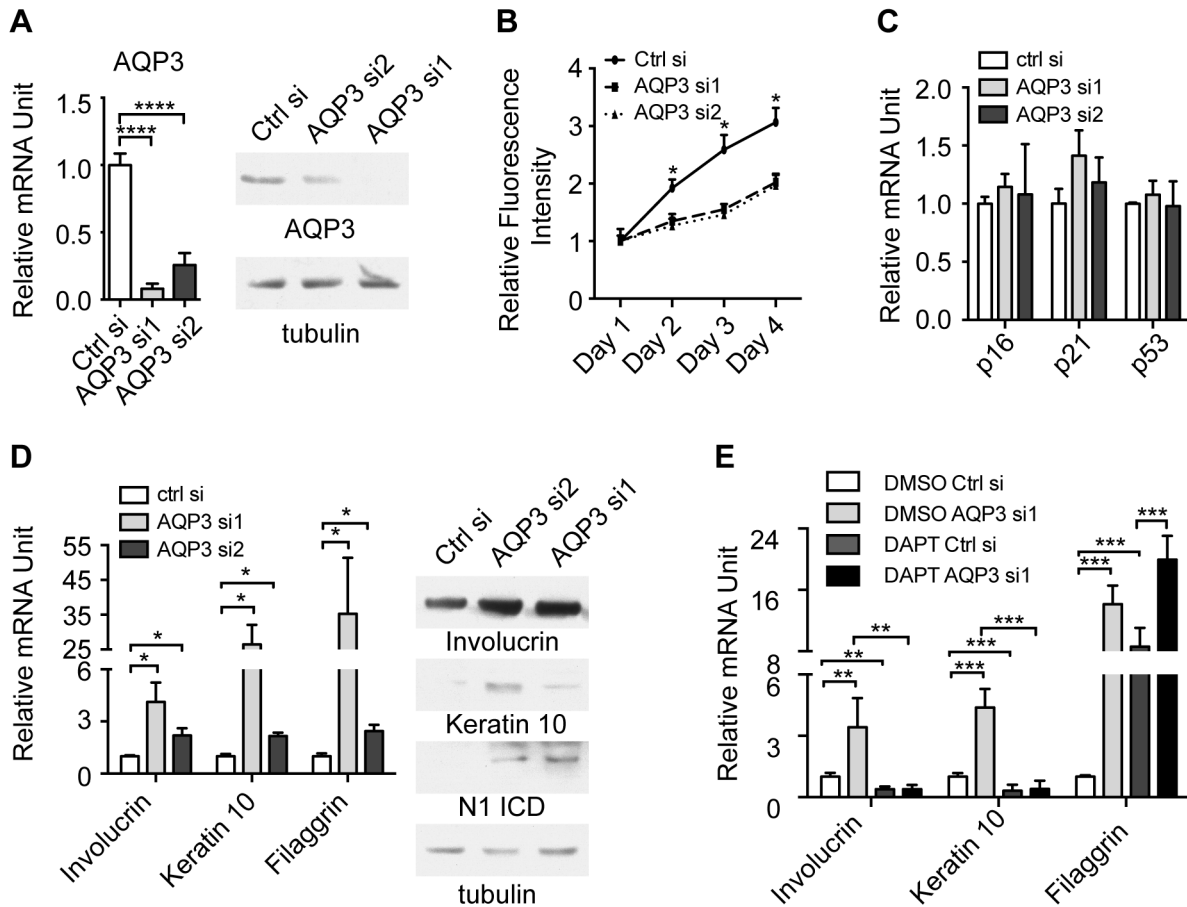 A
AQP3
Relative mRNA Unit
1.5
1.0
0.5
0.0
****
****
Ctrl si
AQP3 si1
AQP3 si2
Ctrl si
AQP3 si2
AQP3 si1
AQP3
tubulin
B
Relative Fluorescence
Intensity
4
3
2
1
Ctrl si
AQP3 si1
AQP3 si2
*
*
*
Day 1
Day 2
Day 3
Day 4
C
ctrl si
AQP3 si1
AQP3 si2
Relative mRNA Unit
2.0
1.5
1.0
0.5
0.0
p16
p21
p53
D
ctrl si
AQP3 si1
AQP3 si2
Relative mRNA Unit
55
45
35
25
6
3
0
*
*
*
*
*
*
Involucrin
Keratin 10
Filaggrin
Ctrl si
AQP3 si2
AQP3 si1
Involucrin
Keratin 10
N1 ICD
tubulin
E
DMSO Ctrl si
DMSO AQP3 si1
DAPT Ctrl si
DAPT AQP3 si1
Relative mRNA Unit
24
16
8
6
3
0
**
**
**
***
***
***
***
***
***
Involucrin
Keratin 10
Filaggrin